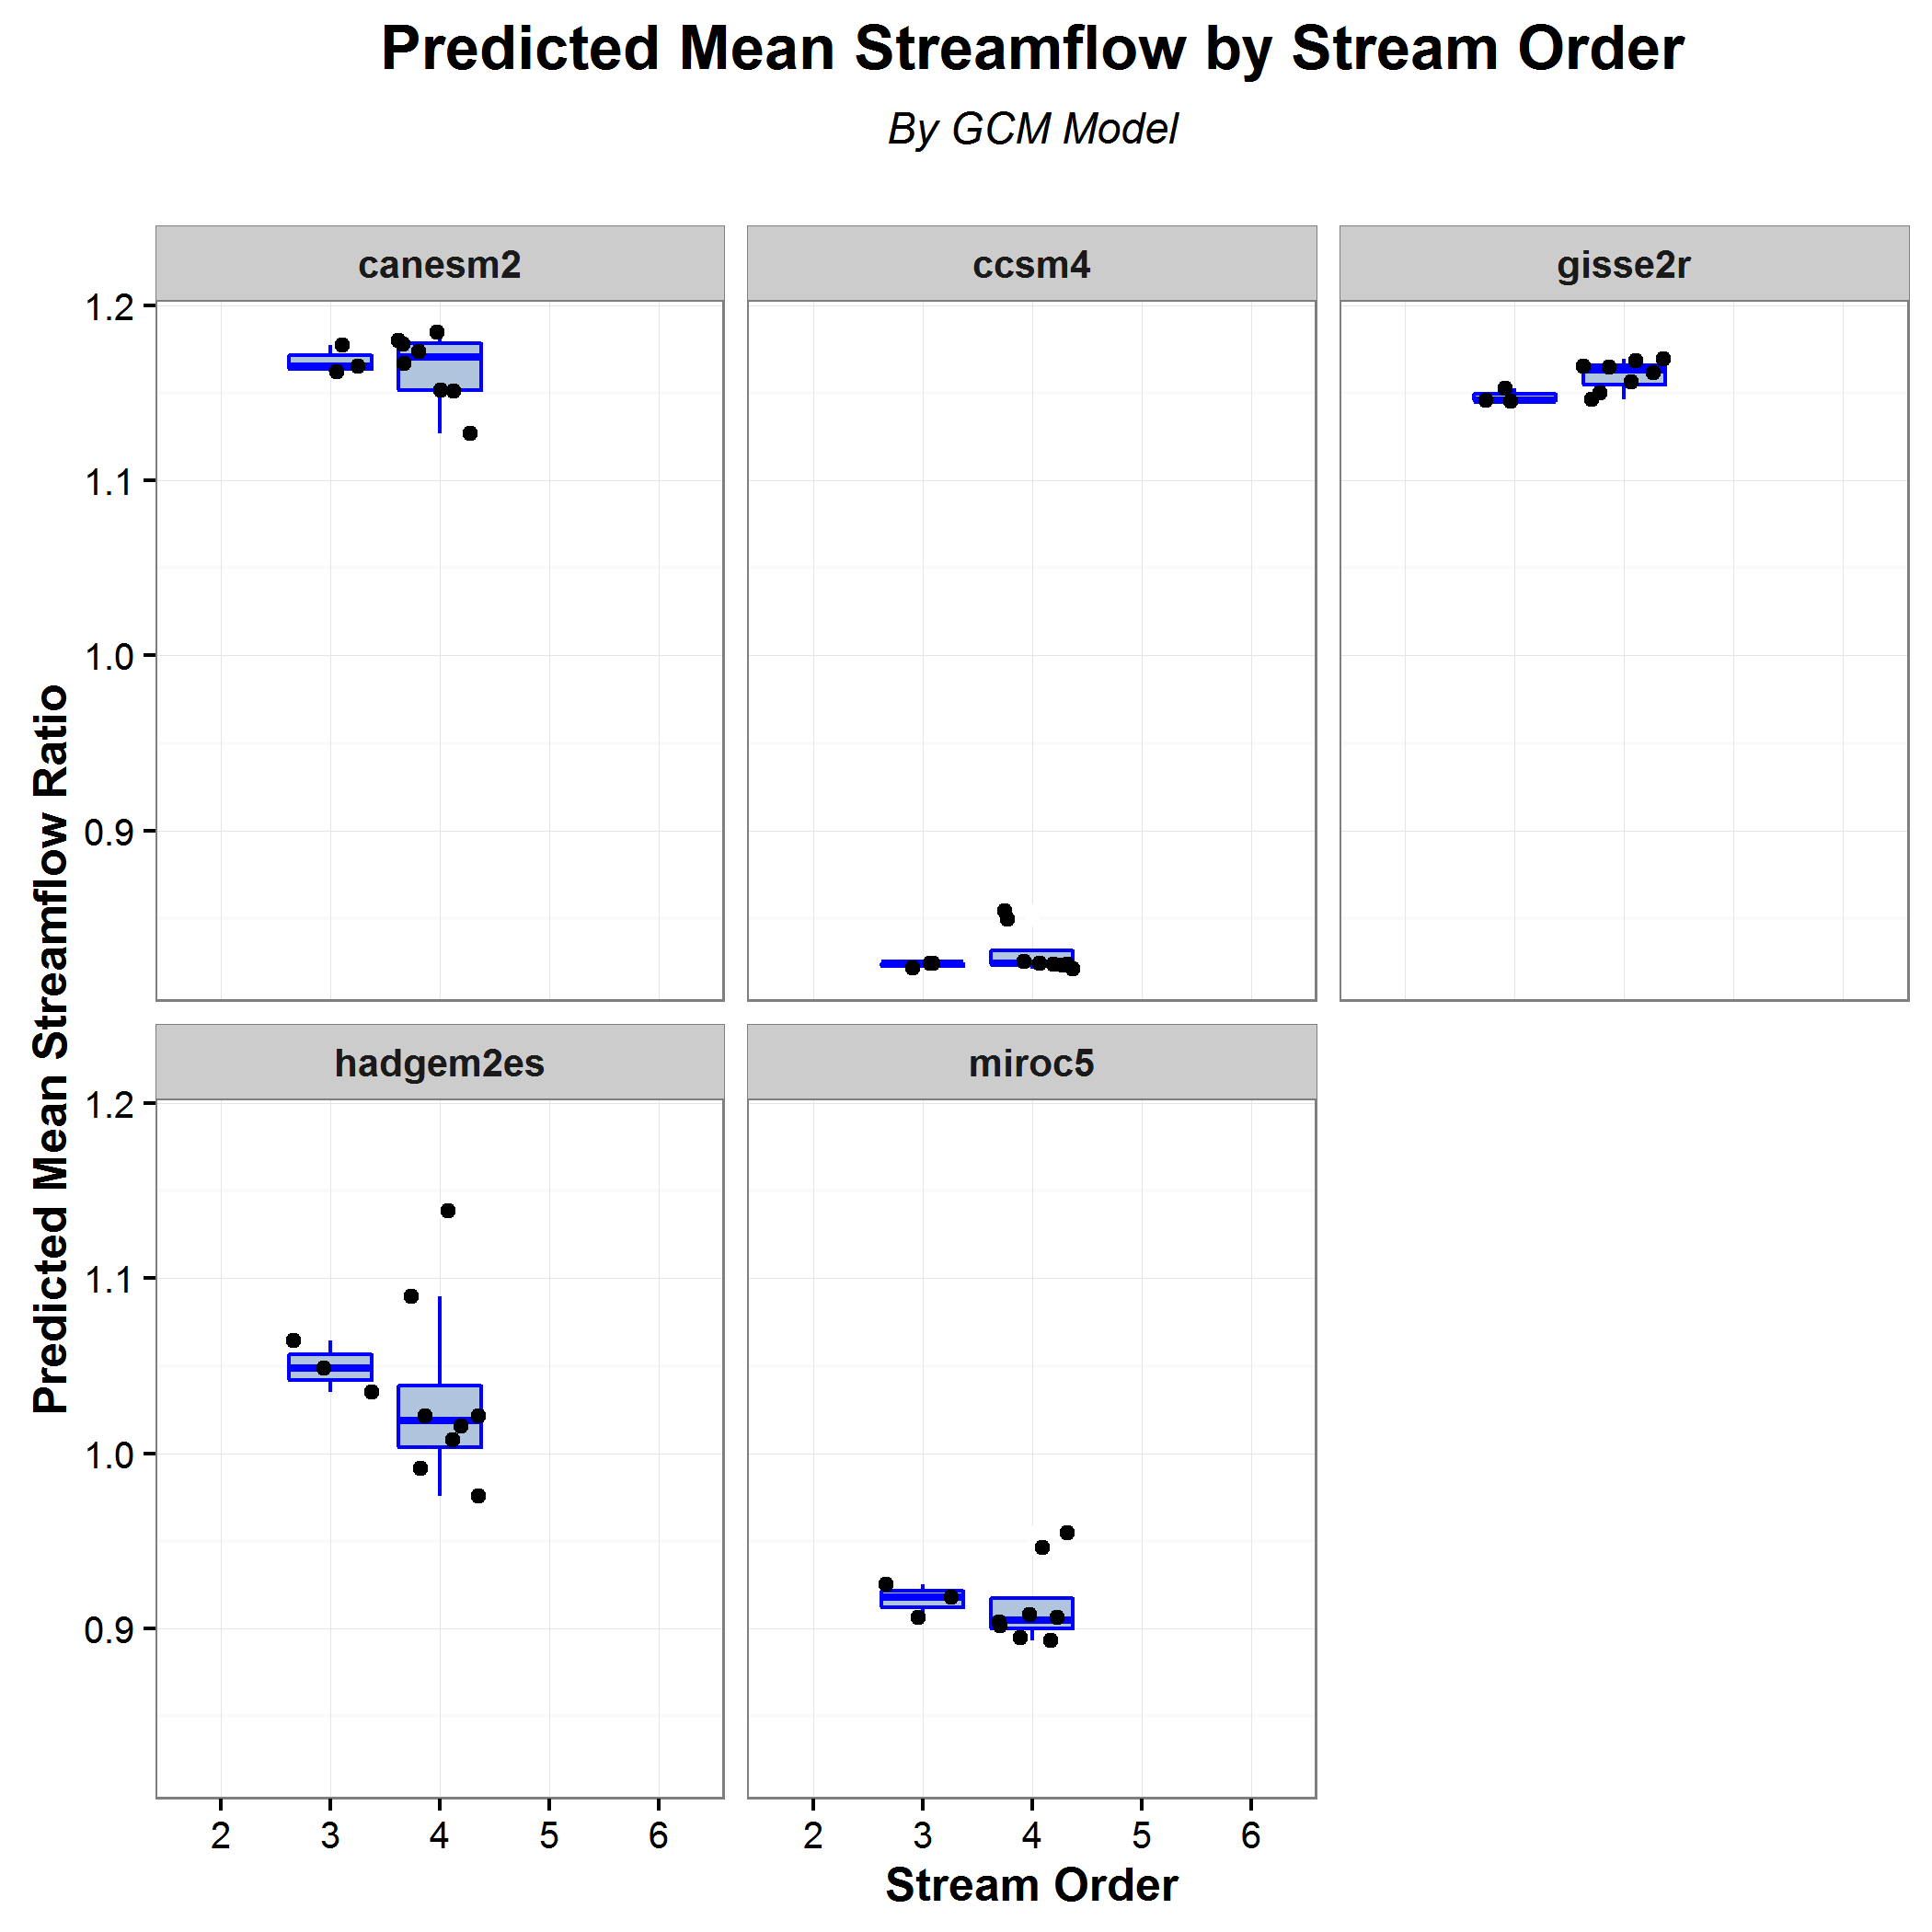 Predicted Mean Streamflow by Stream Order
By GCM Model
canesm2
ccsm4
gisse2r
1.2
1.1
1.0
0.9
hadgem2es
miroc5
1.2
1.1
1.0
0.9
2 3 4 5 6
2 3 4 5 6
Stream Order
Predicted Mean Streamflow Ratio